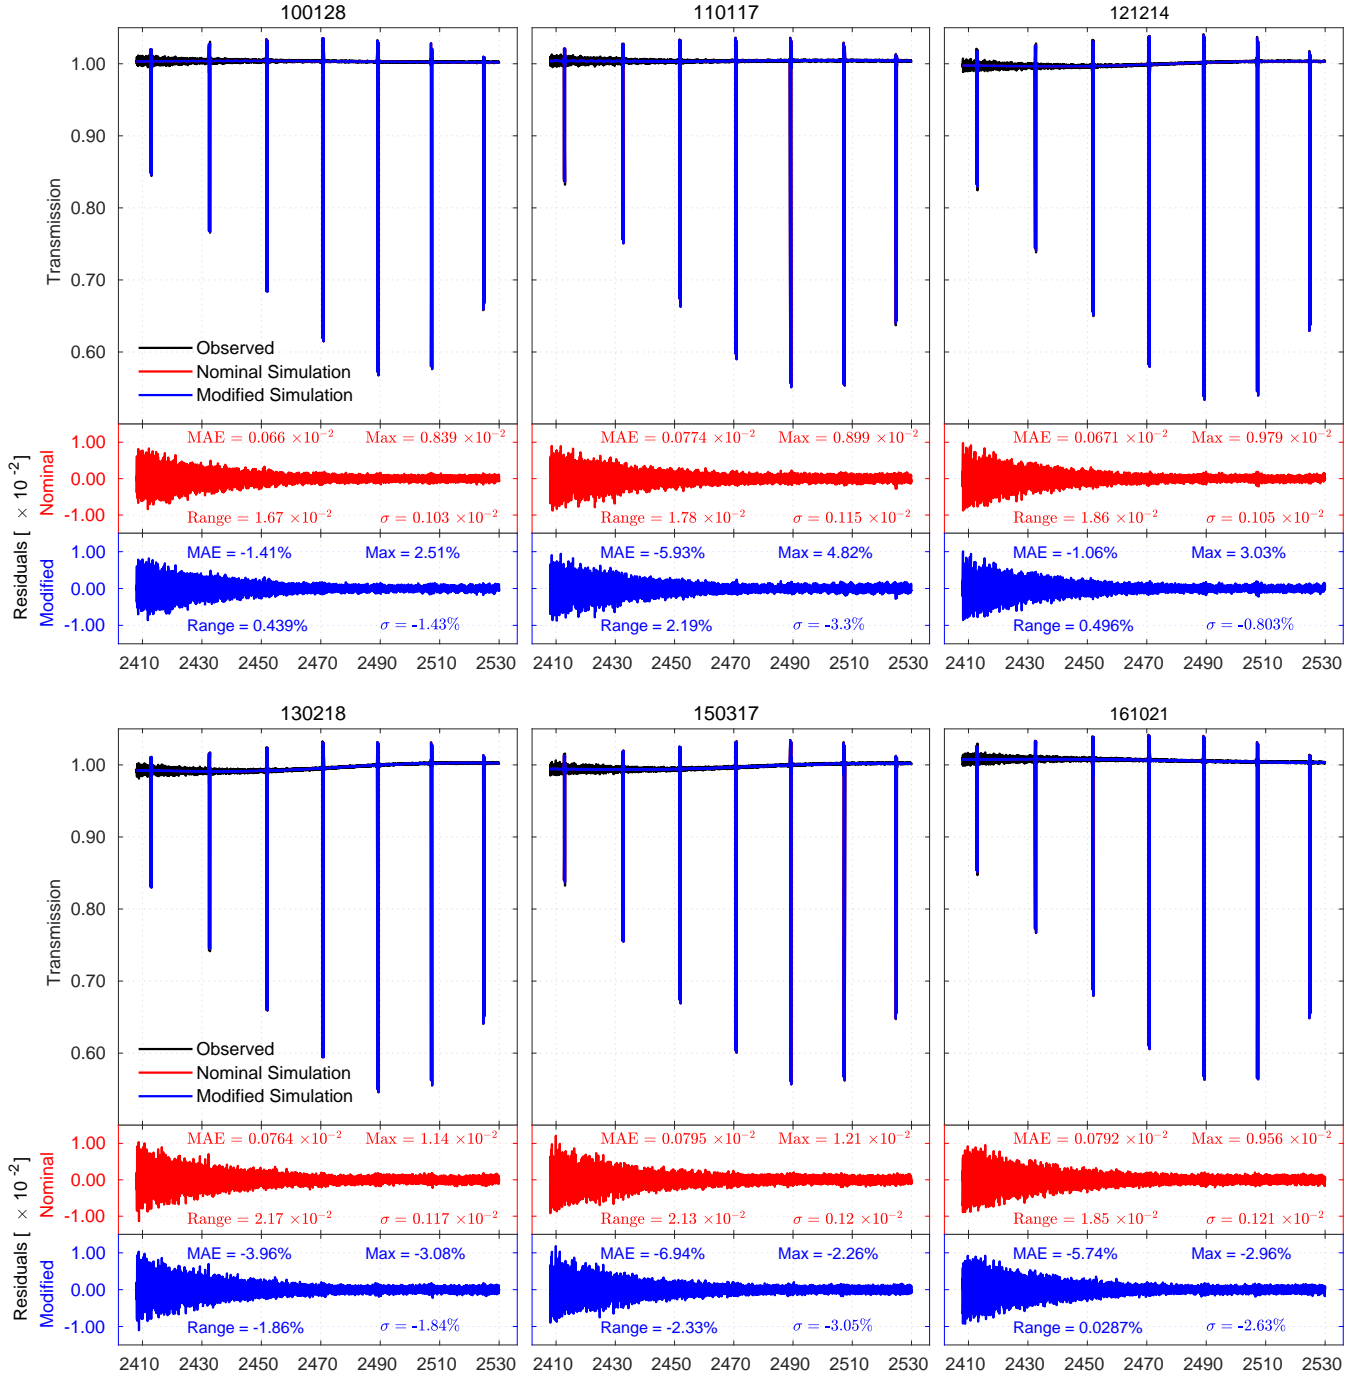 100128
110117
121214
1.00
0.90
0.80
0.70
0.60
Transmission
Observed
Nominal Simulation
Modified Simulation
Residuals [ × 10^-2]
Nominal
1.00
0.00
-1.00
MAE = 0.066 ×10^-2 Max = 0.839 ×10^-2
Range = 1.67 ×10^-2 σ = 0.103 ×10^-2
MAE = 0.0774 ×10^-2 Max = 0.899 ×10^-2
Range = 1.78 ×10^-2 σ = 0.115 ×10^-2
MAE = 0.0671 ×10^-2 Max = 0.979 ×10^-2
Range = 1.86 ×10^-2 σ = 0.105 ×10^-2
Modified
1.00
0.00
-1.00
MAE = -1.41% Max = 2.51%
Range = 0.439% σ = -1.43%
MAE = -5.93% Max = 4.82%
Range = 2.19% σ = -3.3%
MAE = -1.06% Max = 3.03%
Range = 0.496% σ = -0.803%
2410 2430 2450 2470 2490 2510 2530
2410 2430 2450 2470 2490 2510 2530
2410 2430 2450 2470 2490 2510 2530
130218
150317
161021
1.00
0.90
0.80
0.70
0.60
Transmission
Observed
Nominal Simulation
Modified Simulation
Residuals [ × 10^-2]
Nominal
1.00
0.00
-1.00
MAE = 0.0764 ×10^-2 Max = 1.14 ×10^-2
Range = 2.17 ×10^-2 σ = 0.117 ×10^-2
MAE = 0.0795 ×10^-2 Max = 1.21 ×10^-2
Range = 2.13 ×10^-2 σ = 0.12 ×10^-2
MAE = 0.0792 ×10^-2 Max = 0.956 ×10^-2
Range = 1.85 ×10^-2 σ = 0.121 ×10^-2
Modified
1.00
0.00
-1.00
MAE = -3.96% Max = -3.08%
Range = -1.86% σ = -1.84%
MAE = -6.94% Max = -2.26%
Range = -2.33% σ = -3.05%
MAE = -5.74% Max = -2.96%
Range = 0.0287% σ = -2.63%
2410 2430 2450 2470 2490 2510 2530
2410 2430 2450 2470 2490 2510 2530
2410 2430 2450 2470 2490 2510 2530